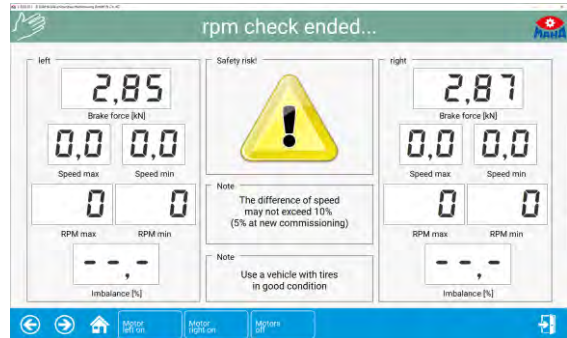 rpm check ended...
MAHA
left
2,85
Brake force [kN]
0,0 0,0
Speed max Speed min
0 0
RPM max RPM min
--,-
Imbalance [%]
Safety risk!
Note
The difference of speed
may not exceed 10%
(5% at new commissioning)
Note
Use a vehicle with tires
in good condition
right
2,87
Brake force [kN]
0,0 0,0
Speed max Speed min
0 0
RPM max RPM min
--,-
Imbalance [%]
Motor
left on
Motor
right on
Motors
off